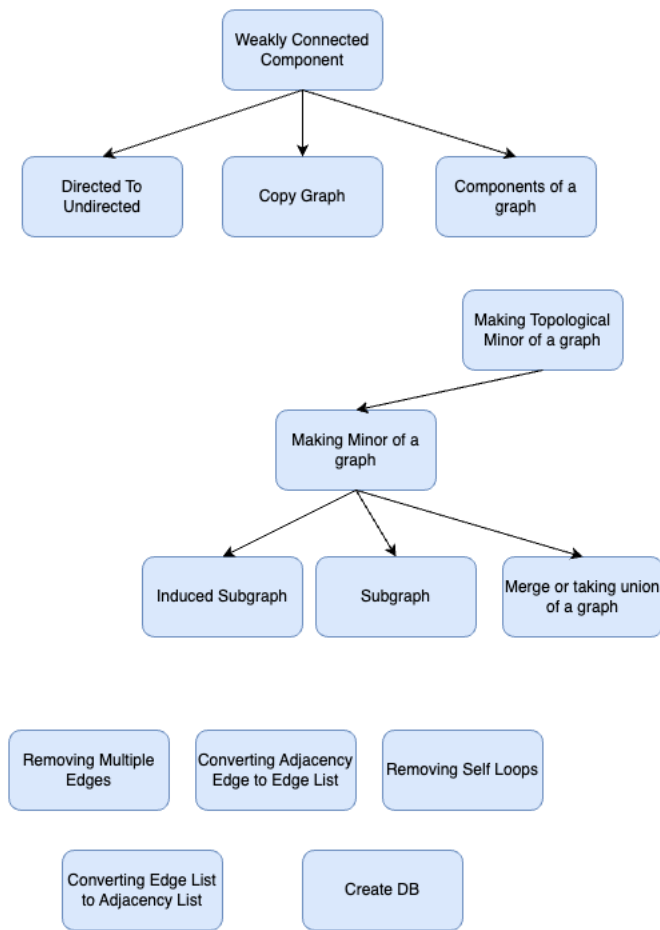 Weakly Connected
Component
Directed To
Undirected
Copy Graph
Components of a
graph
Making Topological
Minor of a graph
Making Minor of a
graph
Induced Subgraph
Subgraph
Merge or taking union
of a graph
Removing Multiple
Edges
Converting Adjacency
Edge to Edge List
Removing Self Loops
Converting Edge List
to Adjacency List
Create DB